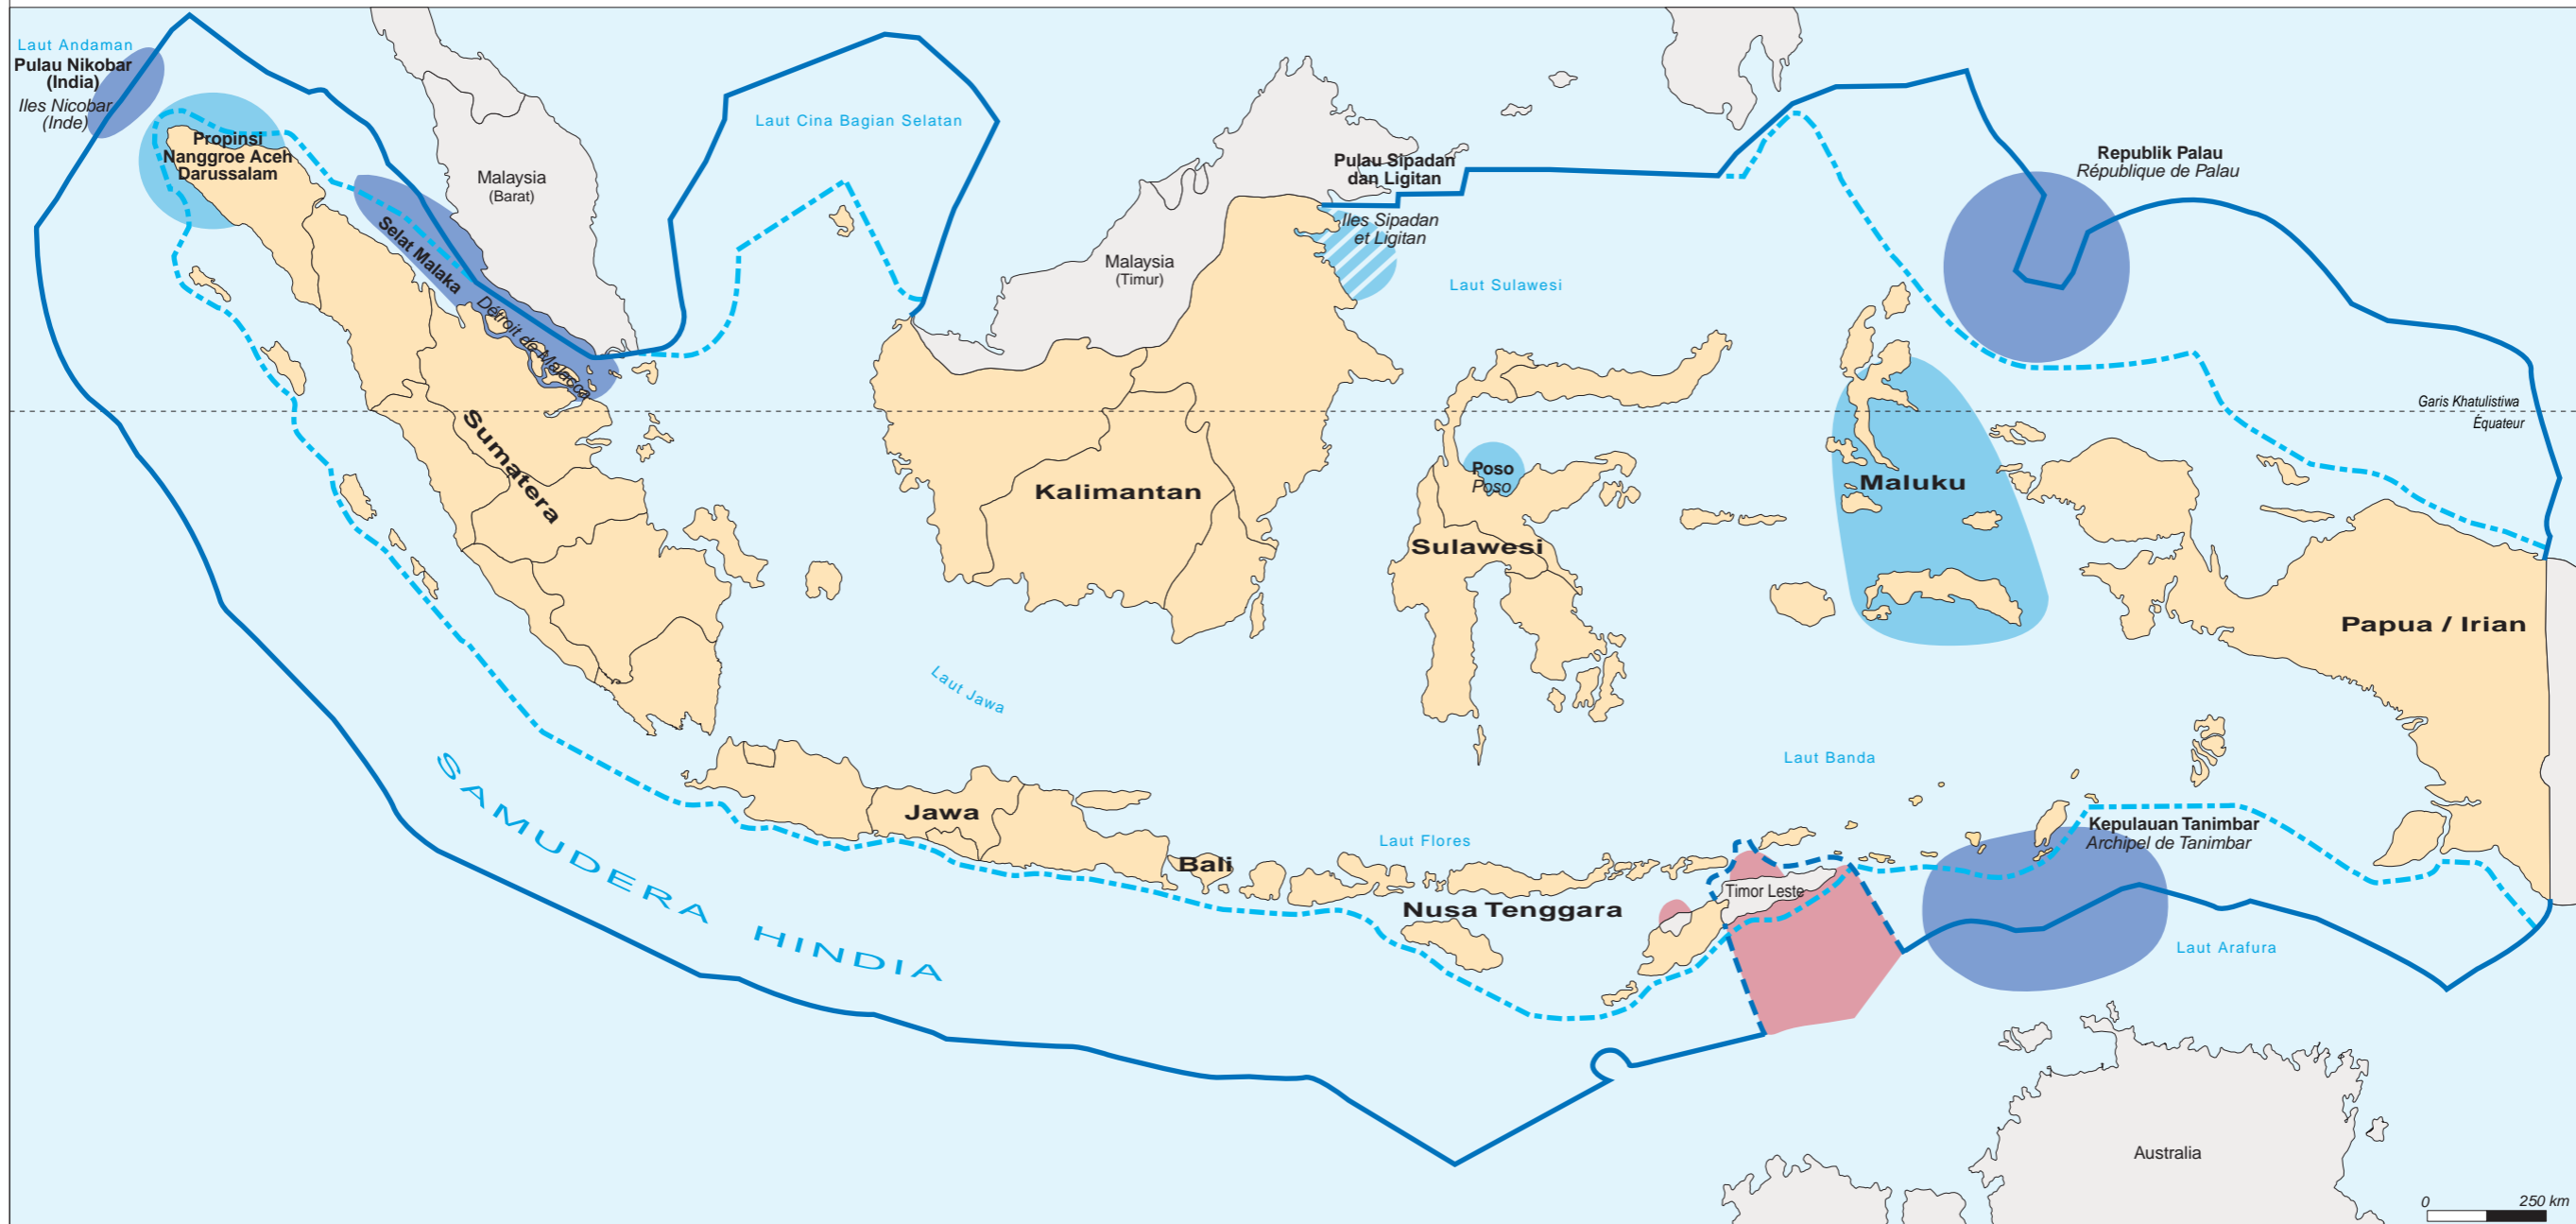 Laut Andaman
Pulau Nikobar
(India)
Iles Nicobar
(Inde)
Propinsi
Nanggroe Aceh
Darussalam
Malaysia
(Barat)
Selat Malaka
Détroit de Malacca
Laut Cina Bagian Selatan
Malaysia
(Timur)
Pulau Sipadan
dan Ligitan
Iles Sipadan
et Ligitan
Laut Sulawesi
Republik Palau
République de Palau
Garis Khatulistiwa
Équateur
Sumatera
Kalimantan
Poso
Poso
Sulawesi
Maluku
Papua / Irian
Laut Jawa
Laut Banda
SAMUDERA HINDIA
Jawa
Bali
Laut Flores
Nusa Tenggara
Timor Leste
Kepulauan Tanimbar
Archipel de Tanimbar
Laut Arafura
Australia
0 250 km